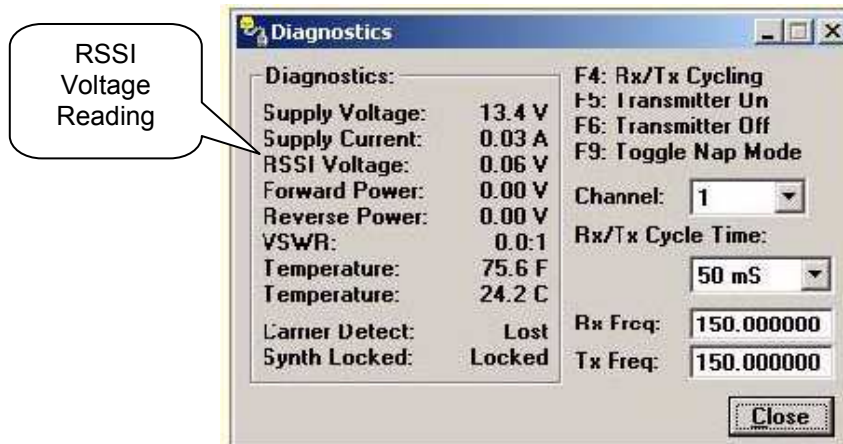 RSSI
Voltage
Reading
Diagnostics
Diagnostics:
Supply Voltage: 13.4 V
Supply Current: 0.03 A
RSSI Voltage: 0.06 V
Forward Power: 0.00 V
Reverse Power: 0.00 V
VSWR: 0.0:1
Temperature: 75.6 F
Temperature: 24.2 C
Carrier Detect: Lost
Synth Locked: Locked
F4: Rx/Tx Cycling
F5: Transmitter On
F6: Transmitter Off
F9: Toggle Nap Mode
Channel: 1
Rx/Tx Cycle Time:
50 mS
Rx Freq: 150.000000
Tx Freq: 150.000000
Close